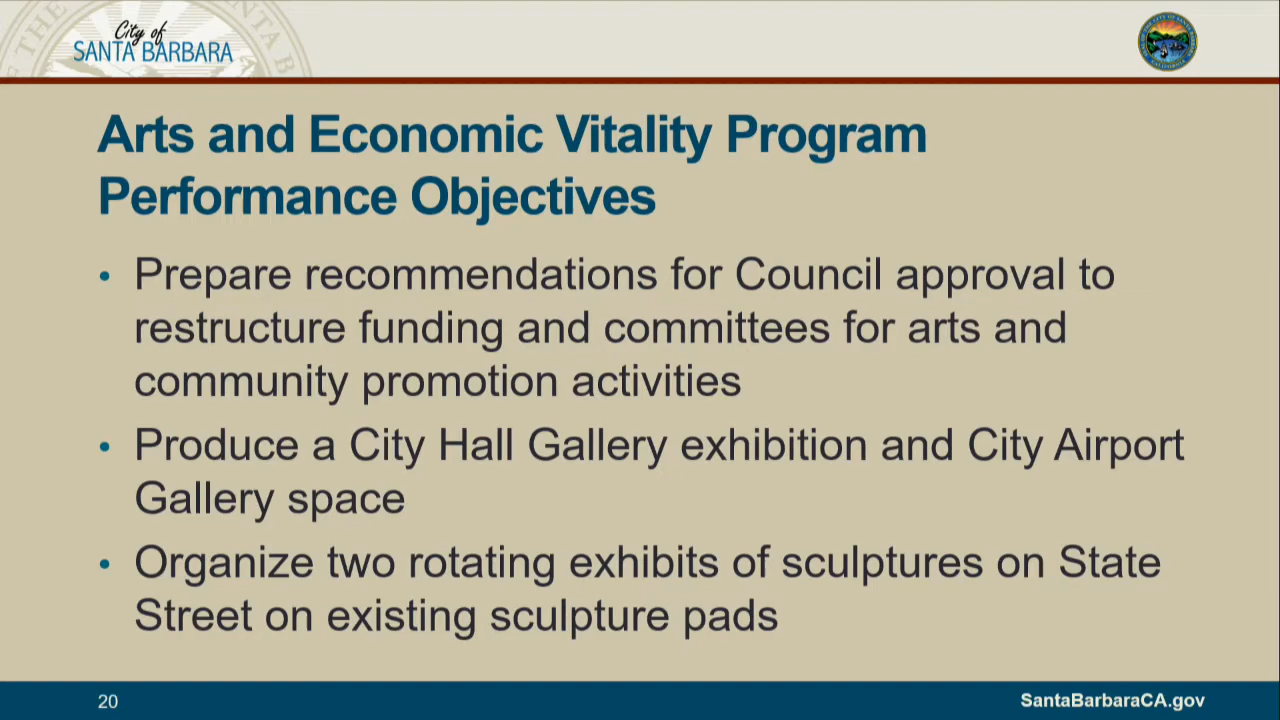 City of
SANTA BARBARA
Arts and Economic Vitality Program
Performance Objectives
• Prepare recommendations for Council approval to
restructure funding and committees for arts and
community promotion activities
• Produce a City Hall Gallery exhibition and City Airport
Gallery space
• Organize two rotating exhibits of sculptures on State
Street on existing sculpture pads
20
SantaBarbaraCA.gov